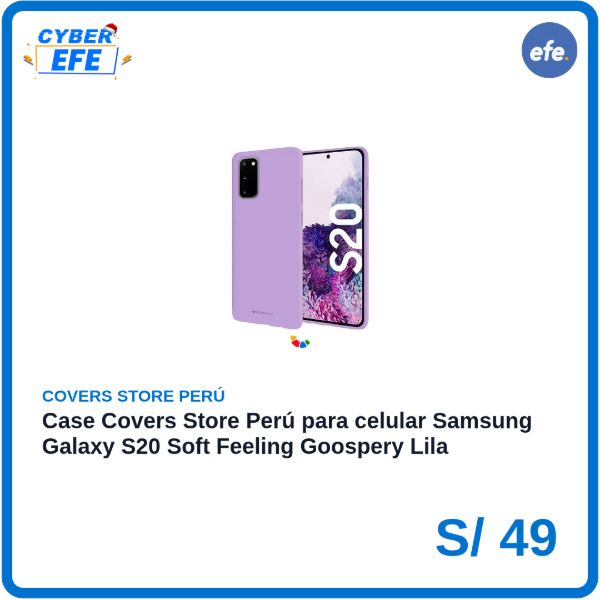 CYBER
EFE
efe.
S20
COVERS STORE PERÚ
Case Covers Store Perú para celular Samsung
Galaxy S20 Soft Feeling Goospery Lila
S/ 49